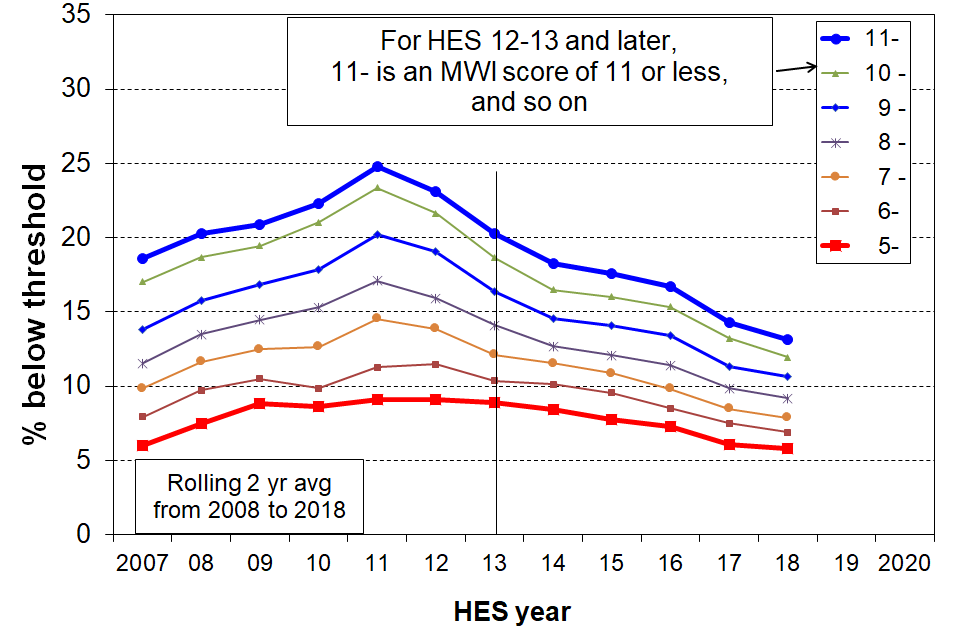 35
30
25
20
15
10
5
0
% below threshold
For HES 12-13 and later,
11- is an MWI score of 11 or less,
and so on
11-
10 -
9 -
8 -
7 -
6-
5-
Rolling 2 yr avg
from 2008 to 2018
2007 08 09 10 11 12 13 14 15 16 17 18 19 2020
HES year